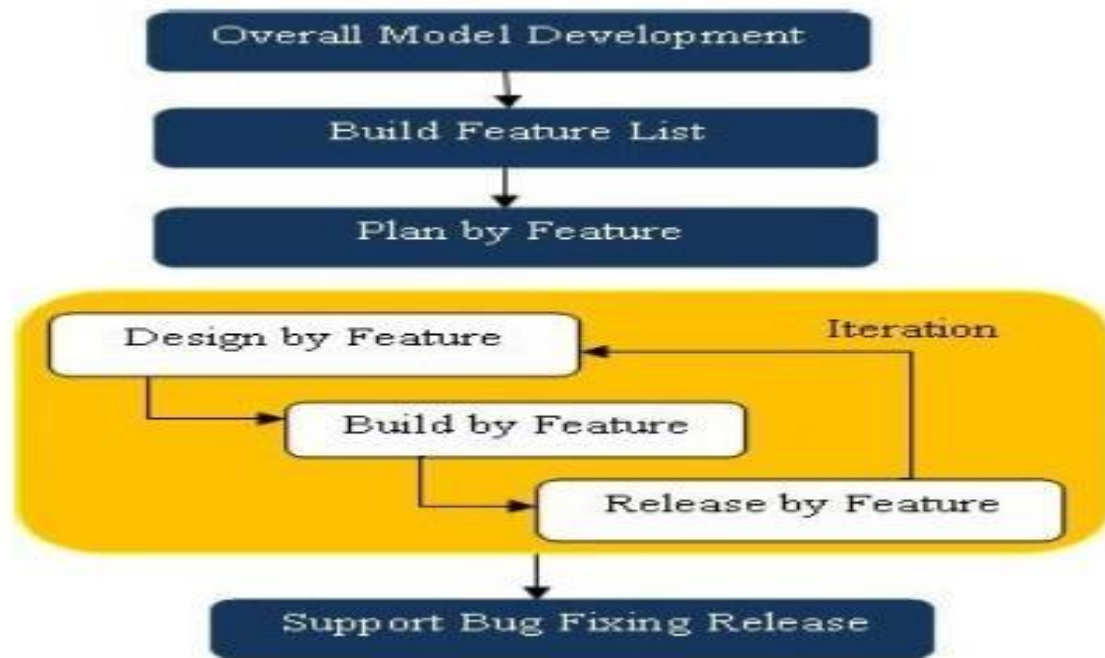 Overall Model Development
Build Feature List
Plan by Feature
Design by Feature
Iteration
Build by Feature
Release by Feature
Support Bug Fixing Release